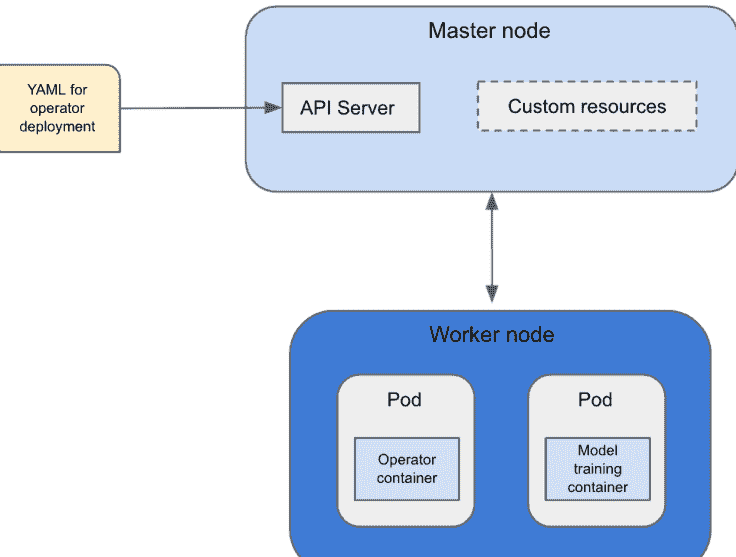 Master node
YAML for
operator
deployment
API Server
Custom resources
Worker node
Pod
Operator
container
Pod
Model
training
container